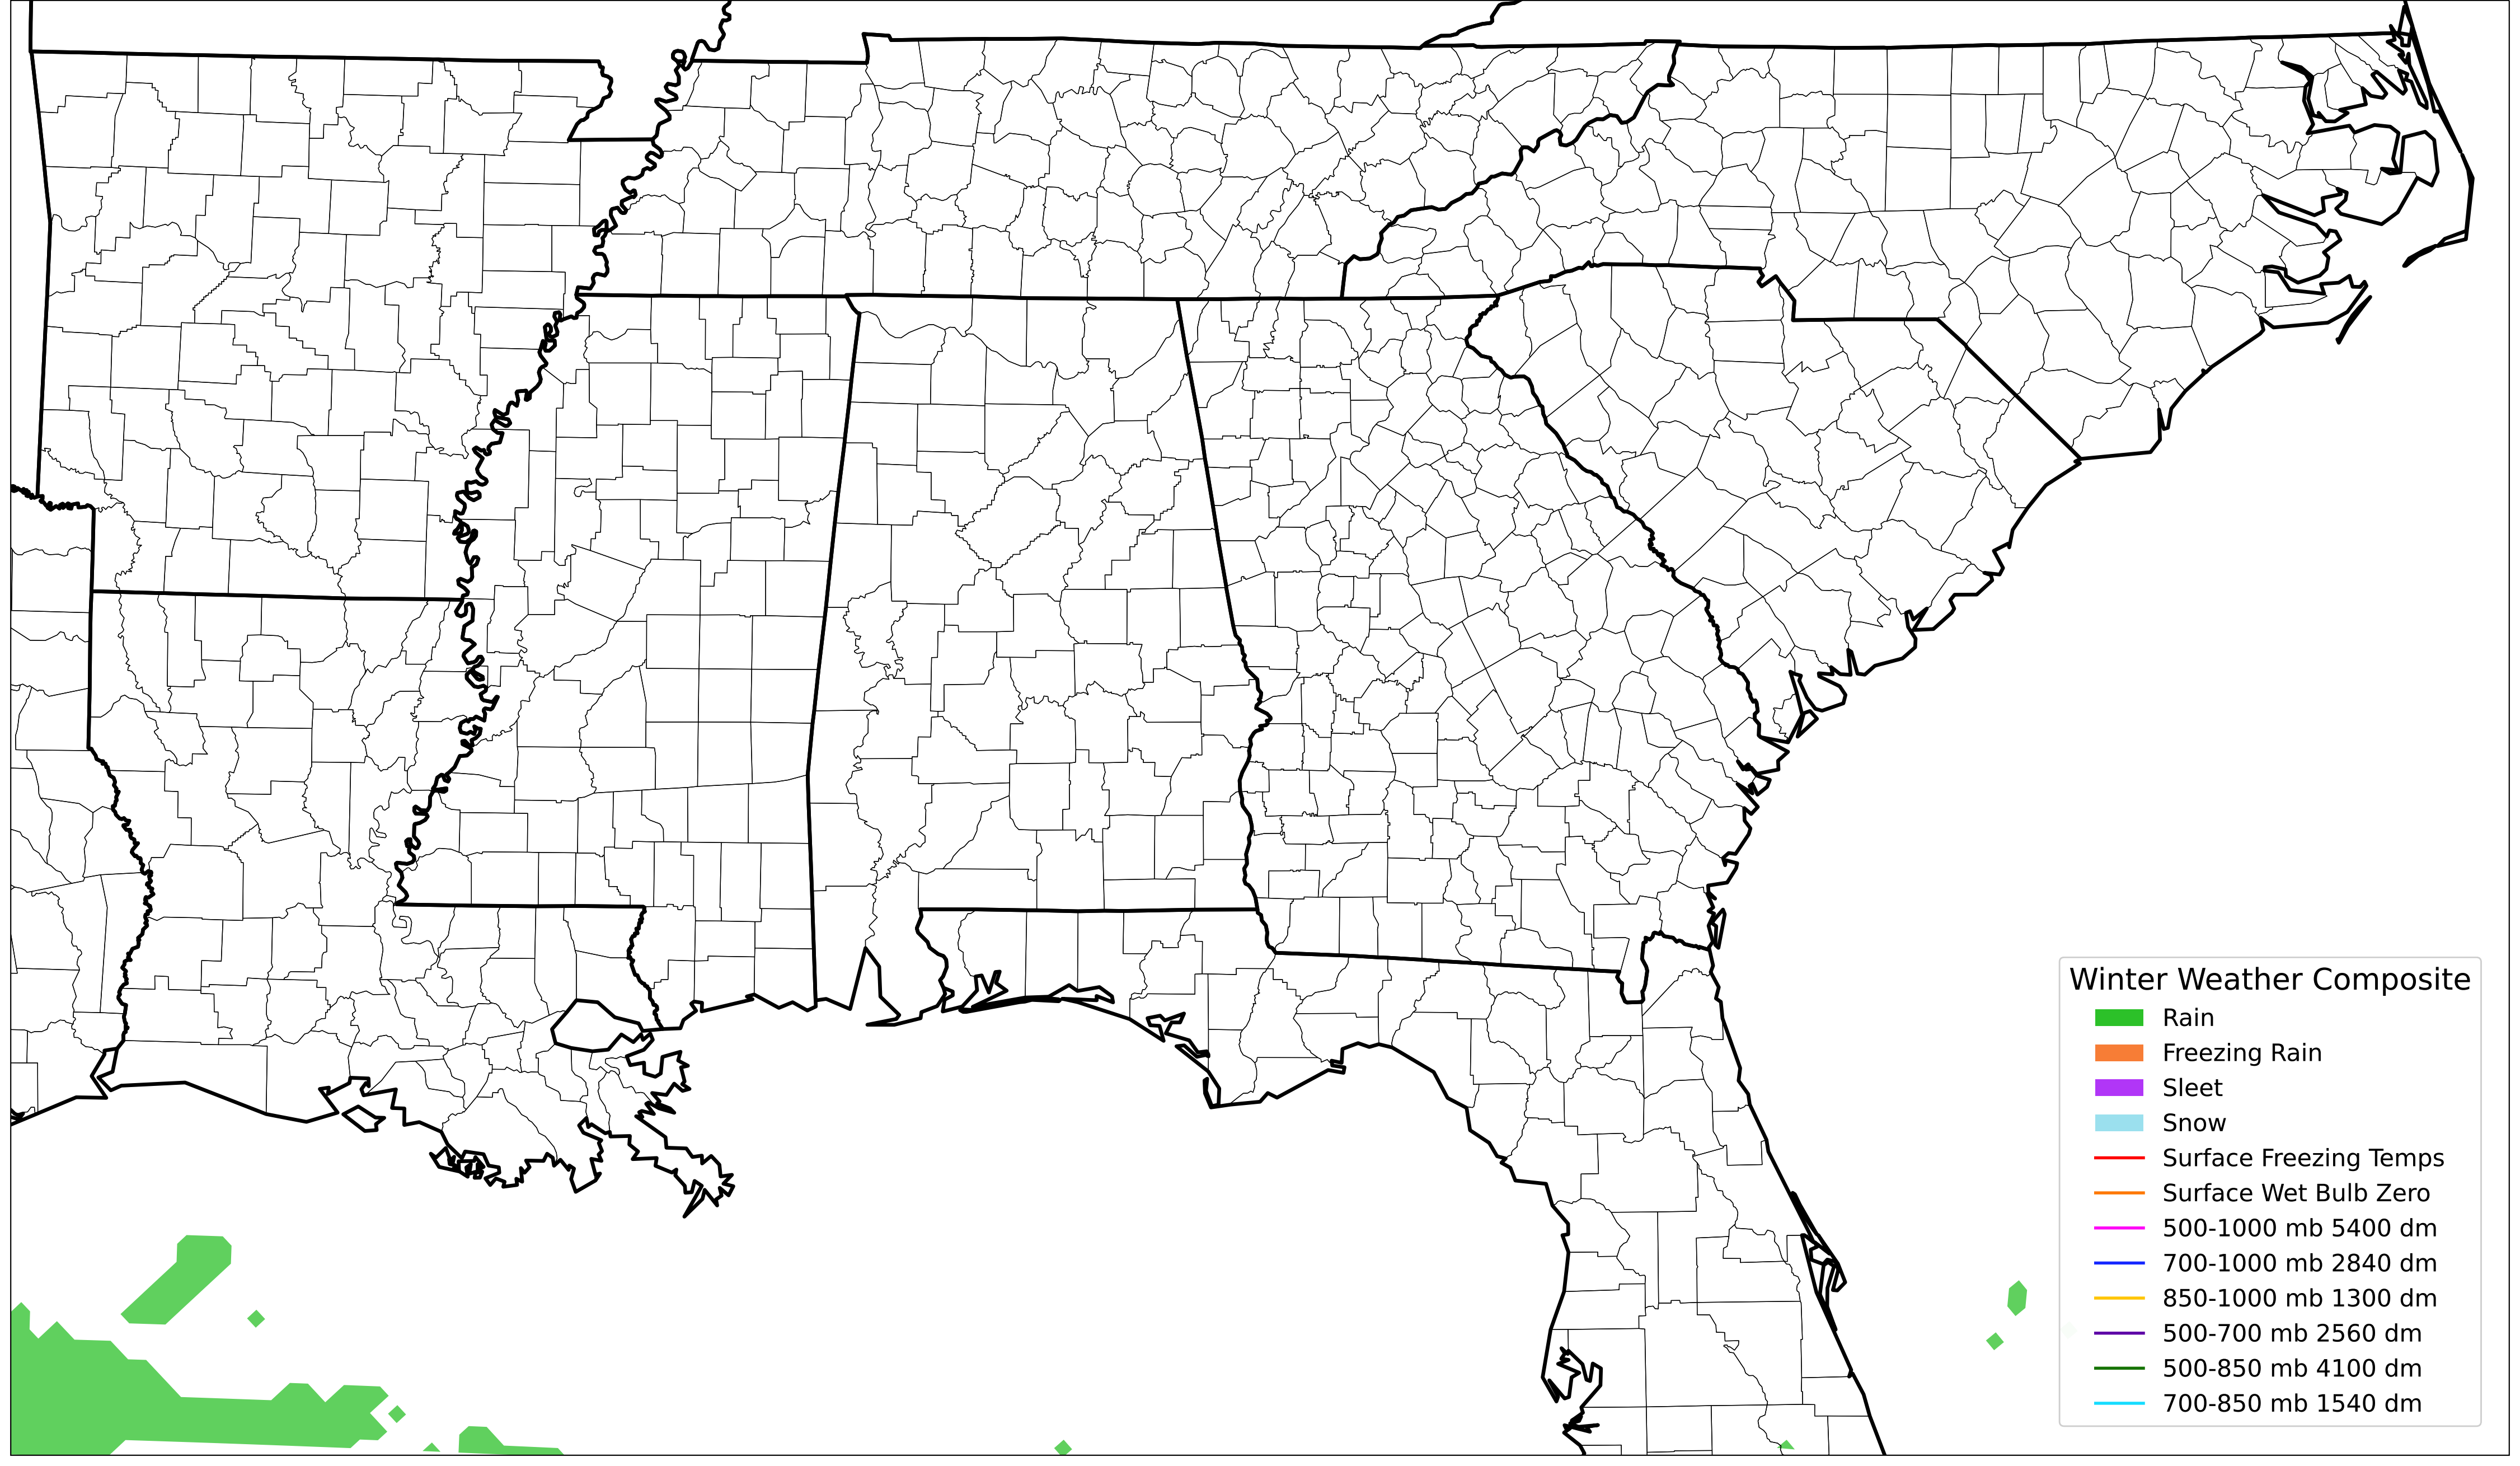 Winter Weather Composite
Rain
Freezing Rain
Sleet
Snow
Surface Freezing Temps
Surface Wet Bulb Zero
500-1000 mb 5400 dm
700-1000 mb 2840 dm
850-1000 mb 1300 dm
500-700 mb 2560 dm
500-850 mb 4100 dm
700-850 mb 1540 dm